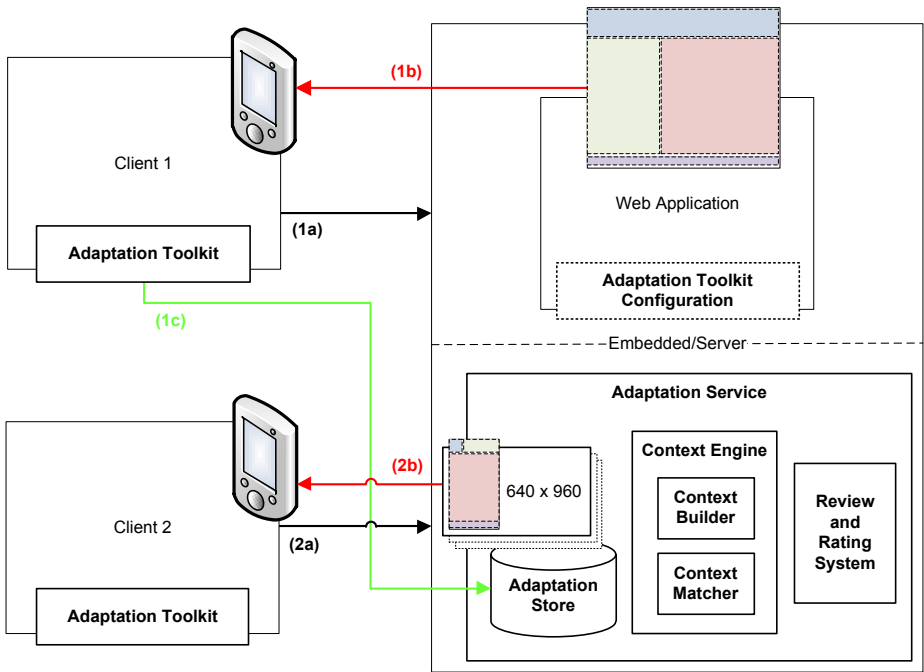 (1b)
Client 1
Web Application
(1a)
Adaptation Toolkit
Adaptation Toolkit
Configuration
(1c)
Embedded/Server
Adaptation Service
(2b)
640 x 960
Context Engine
Context
Builder
Review
and
Rating
System
Client 2
(2a)
Context
Matcher
Adaptation
Store
Adaptation Toolkit